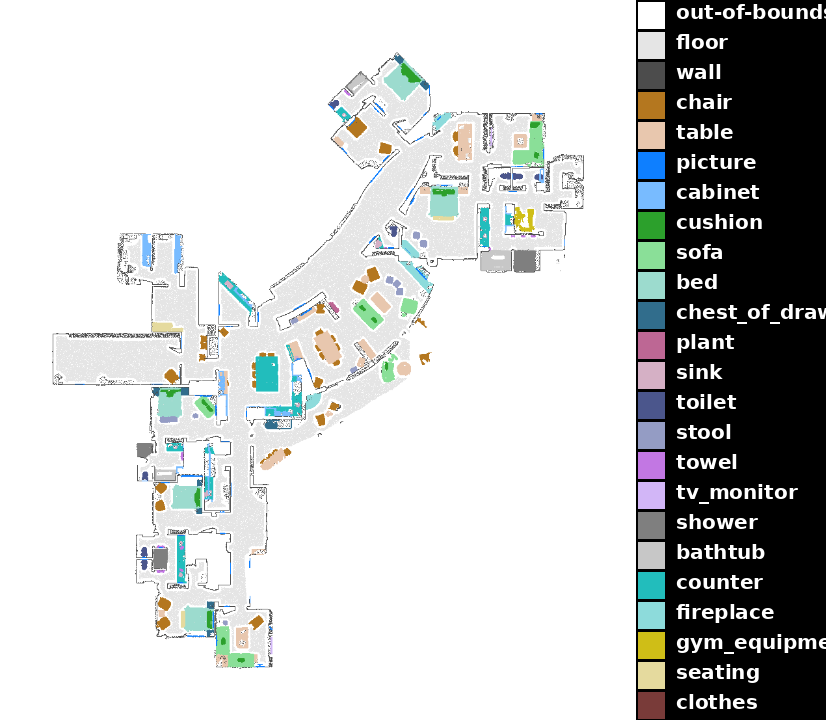 out-of-bounds
floor
wall
chair
table
picture
cabinet
cushion
sofa
bed
chest_of_draw
plant
sink
toilet
stool
towel
tv_monitor
shower
bathtub
counter
fireplace
gym_equipme
seating
clothes